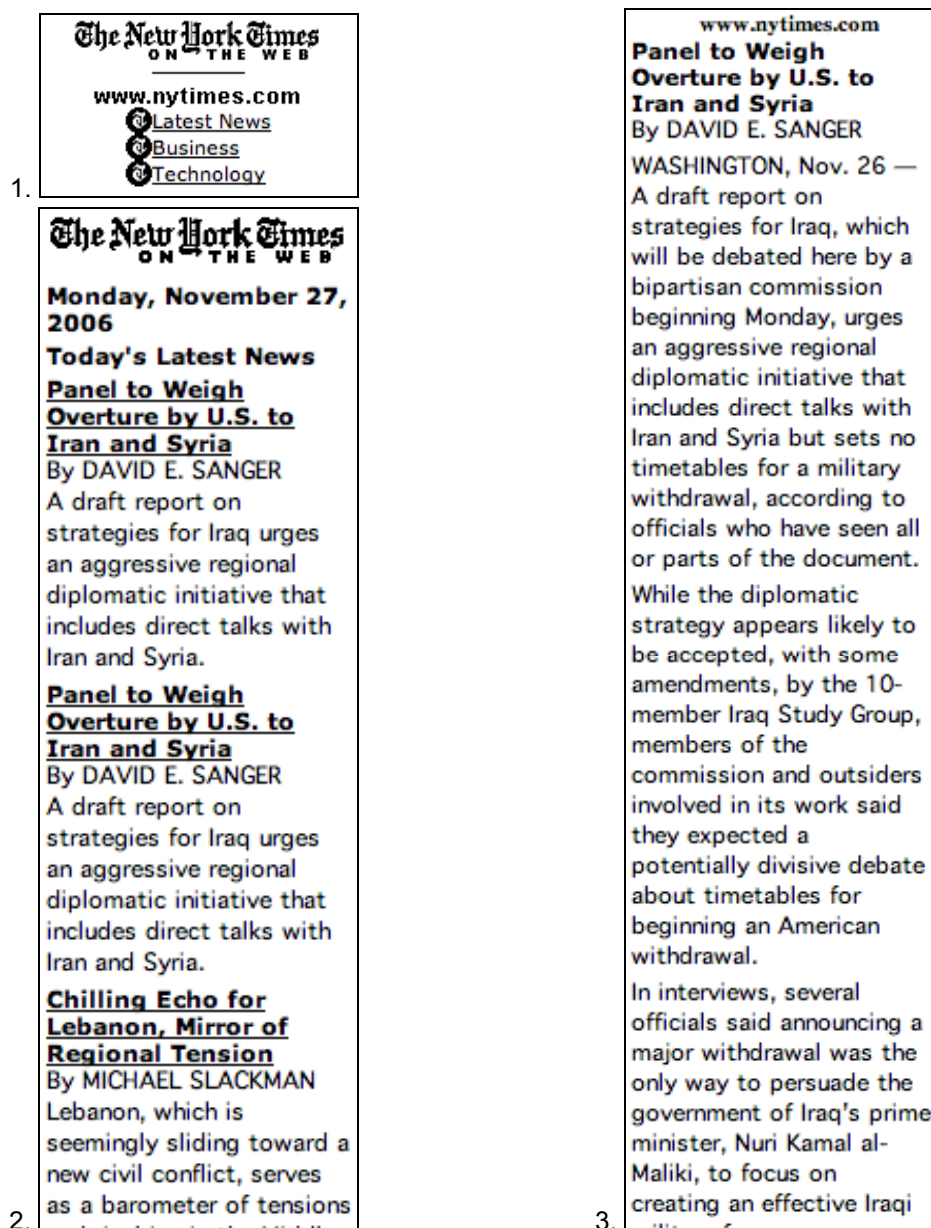 The New York Times
ON THE WEB
www.nytimes.com
Latest News
Business
Technology
1.
The New York Times
ON THE WEB
Monday, November 27,
2006
Today's Latest News
Panel to Weigh
Overture by U.S. to
Iran and Syria
By DAVID E. SANGER
A draft report on
strategies for Iraq urges
an aggressive regional
diplomatic initiative that
includes direct talks with
Iran and Syria.
Panel to Weigh
Overture by U.S. to
Iran and Syria
By DAVID E. SANGER
A draft report on
strategies for Iraq urges
an aggressive regional
diplomatic initiative that
includes direct talks with
Iran and Syria.
Chilling Echo for
Lebanon, Mirror of
Regional Tension
By MICHAEL SLACKMAN
Lebanon, which is
seemingly sliding toward a
new civil conflict, serves
as a barometer of tensions
2.
www.nytimes.com
Panel to Weigh
Overture by U.S. to
Iran and Syria
By DAVID E. SANGER
WASHINGTON, Nov. 26 —
A draft report on
strategies for Iraq, which
will be debated here by a
bipartisan commission
beginning Monday, urges
an aggressive regional
diplomatic initiative that
includes direct talks with
Iran and Syria but sets no
timetables for a military
withdrawal, according to
officials who have seen all
or parts of the document.
While the diplomatic
strategy appears likely to
be accepted, with some
amendments, by the 10-
member Iraq Study Group,
members of the
commission and outsiders
involved in its work said
they expected a
potentially divisive debate
about timetables for
beginning an American
withdrawal.
In interviews, several
officials said announcing a
major withdrawal was the
only way to persuade the
government of Iraq's prime
minister, Nuri Kamal al-
Maliki, to focus on
creating an effective Iraqi
3.